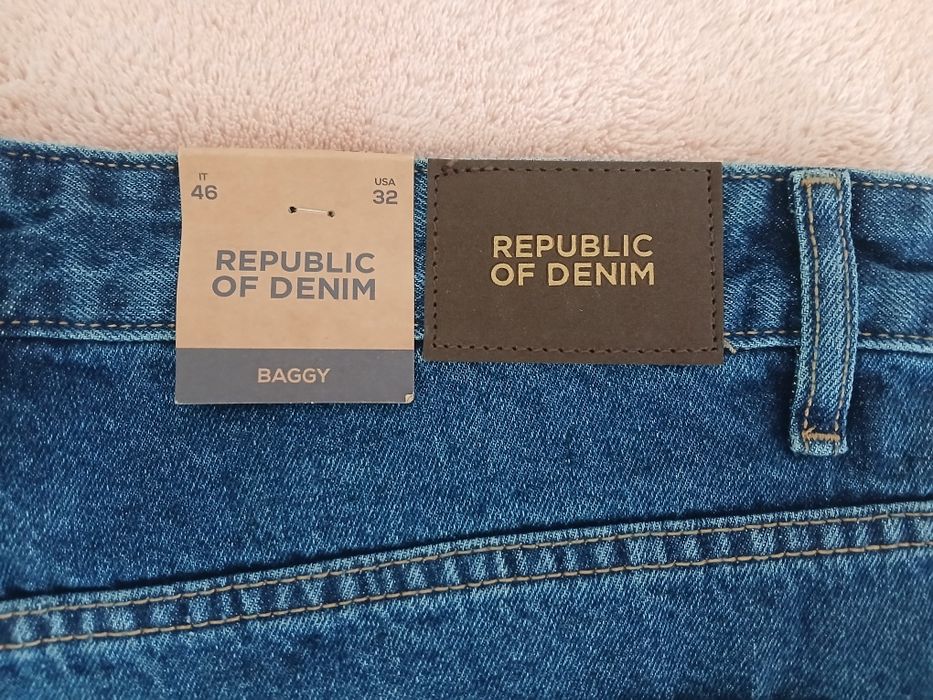 IT
46
USA
32
REPUBLIC
OF DENIM
BAGGY
REPUBLIC
OF DENIM